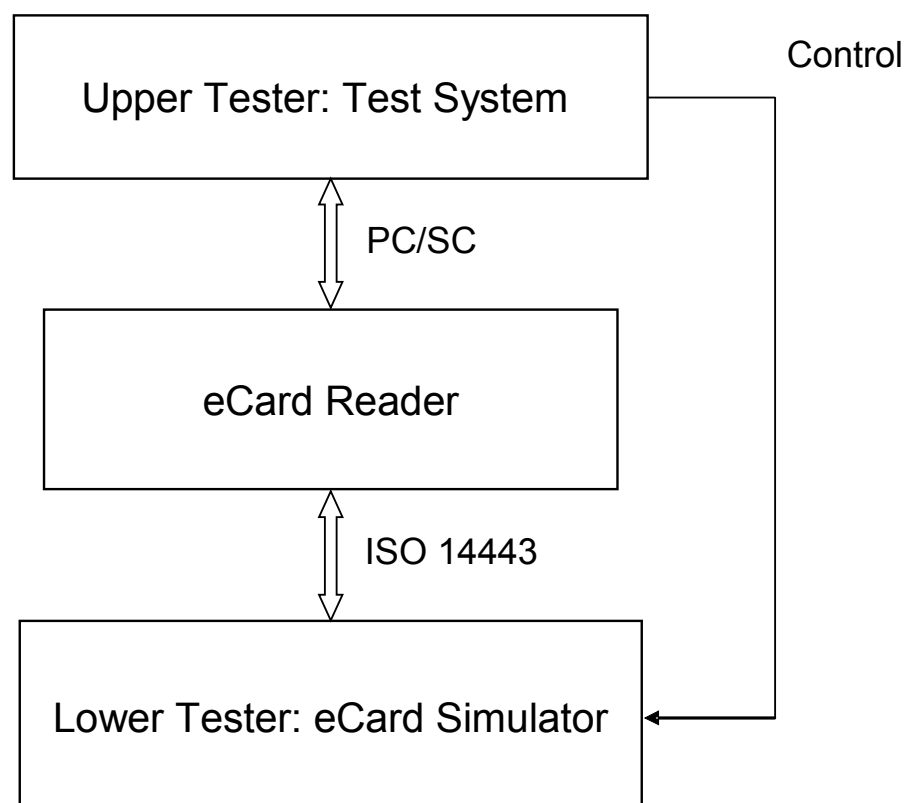 Control
Upper Tester: Test System
PC/SC
eCard Reader
ISO 14443
Lower Tester: eCard Simulator